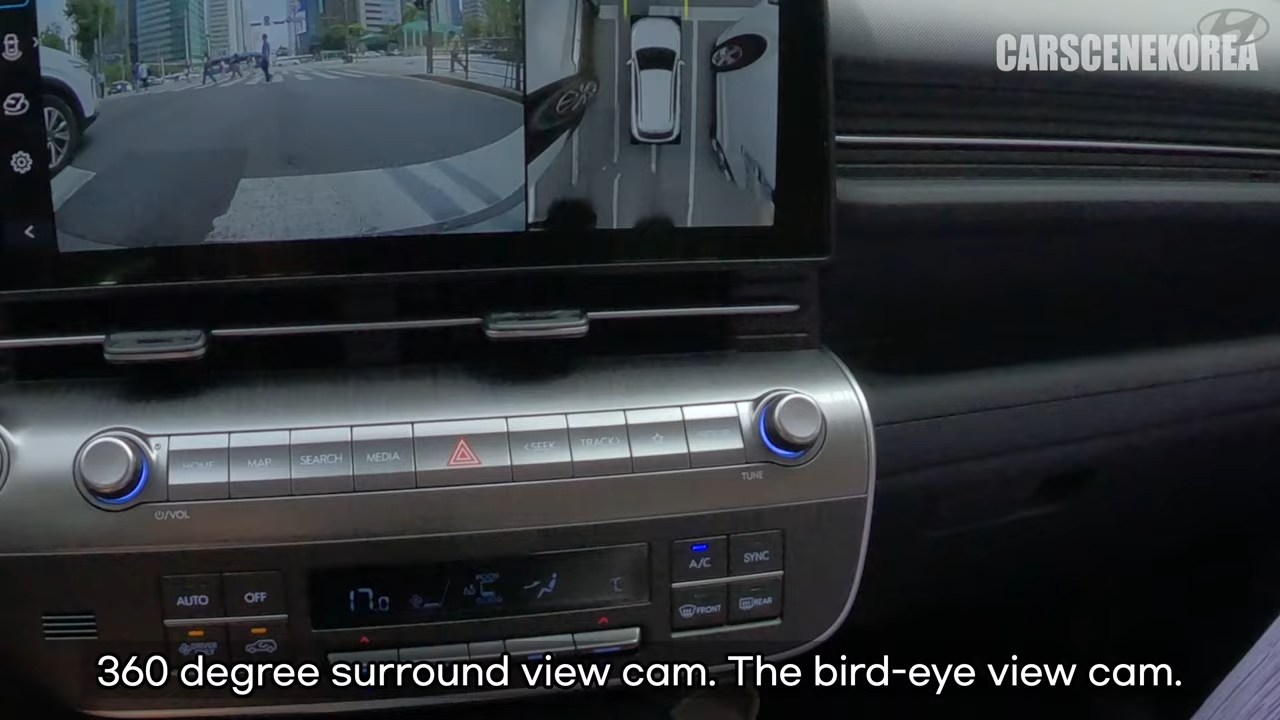 CARSCENEKOREA
HOME MAP SEARCH MEDIA <SEEK TRACK>
TUNE
⏻/VOL
A/C SYNC
AUTO OFF
17.0 °C
FRONT REAR
360 degree surround view cam. The bird-eye view cam.